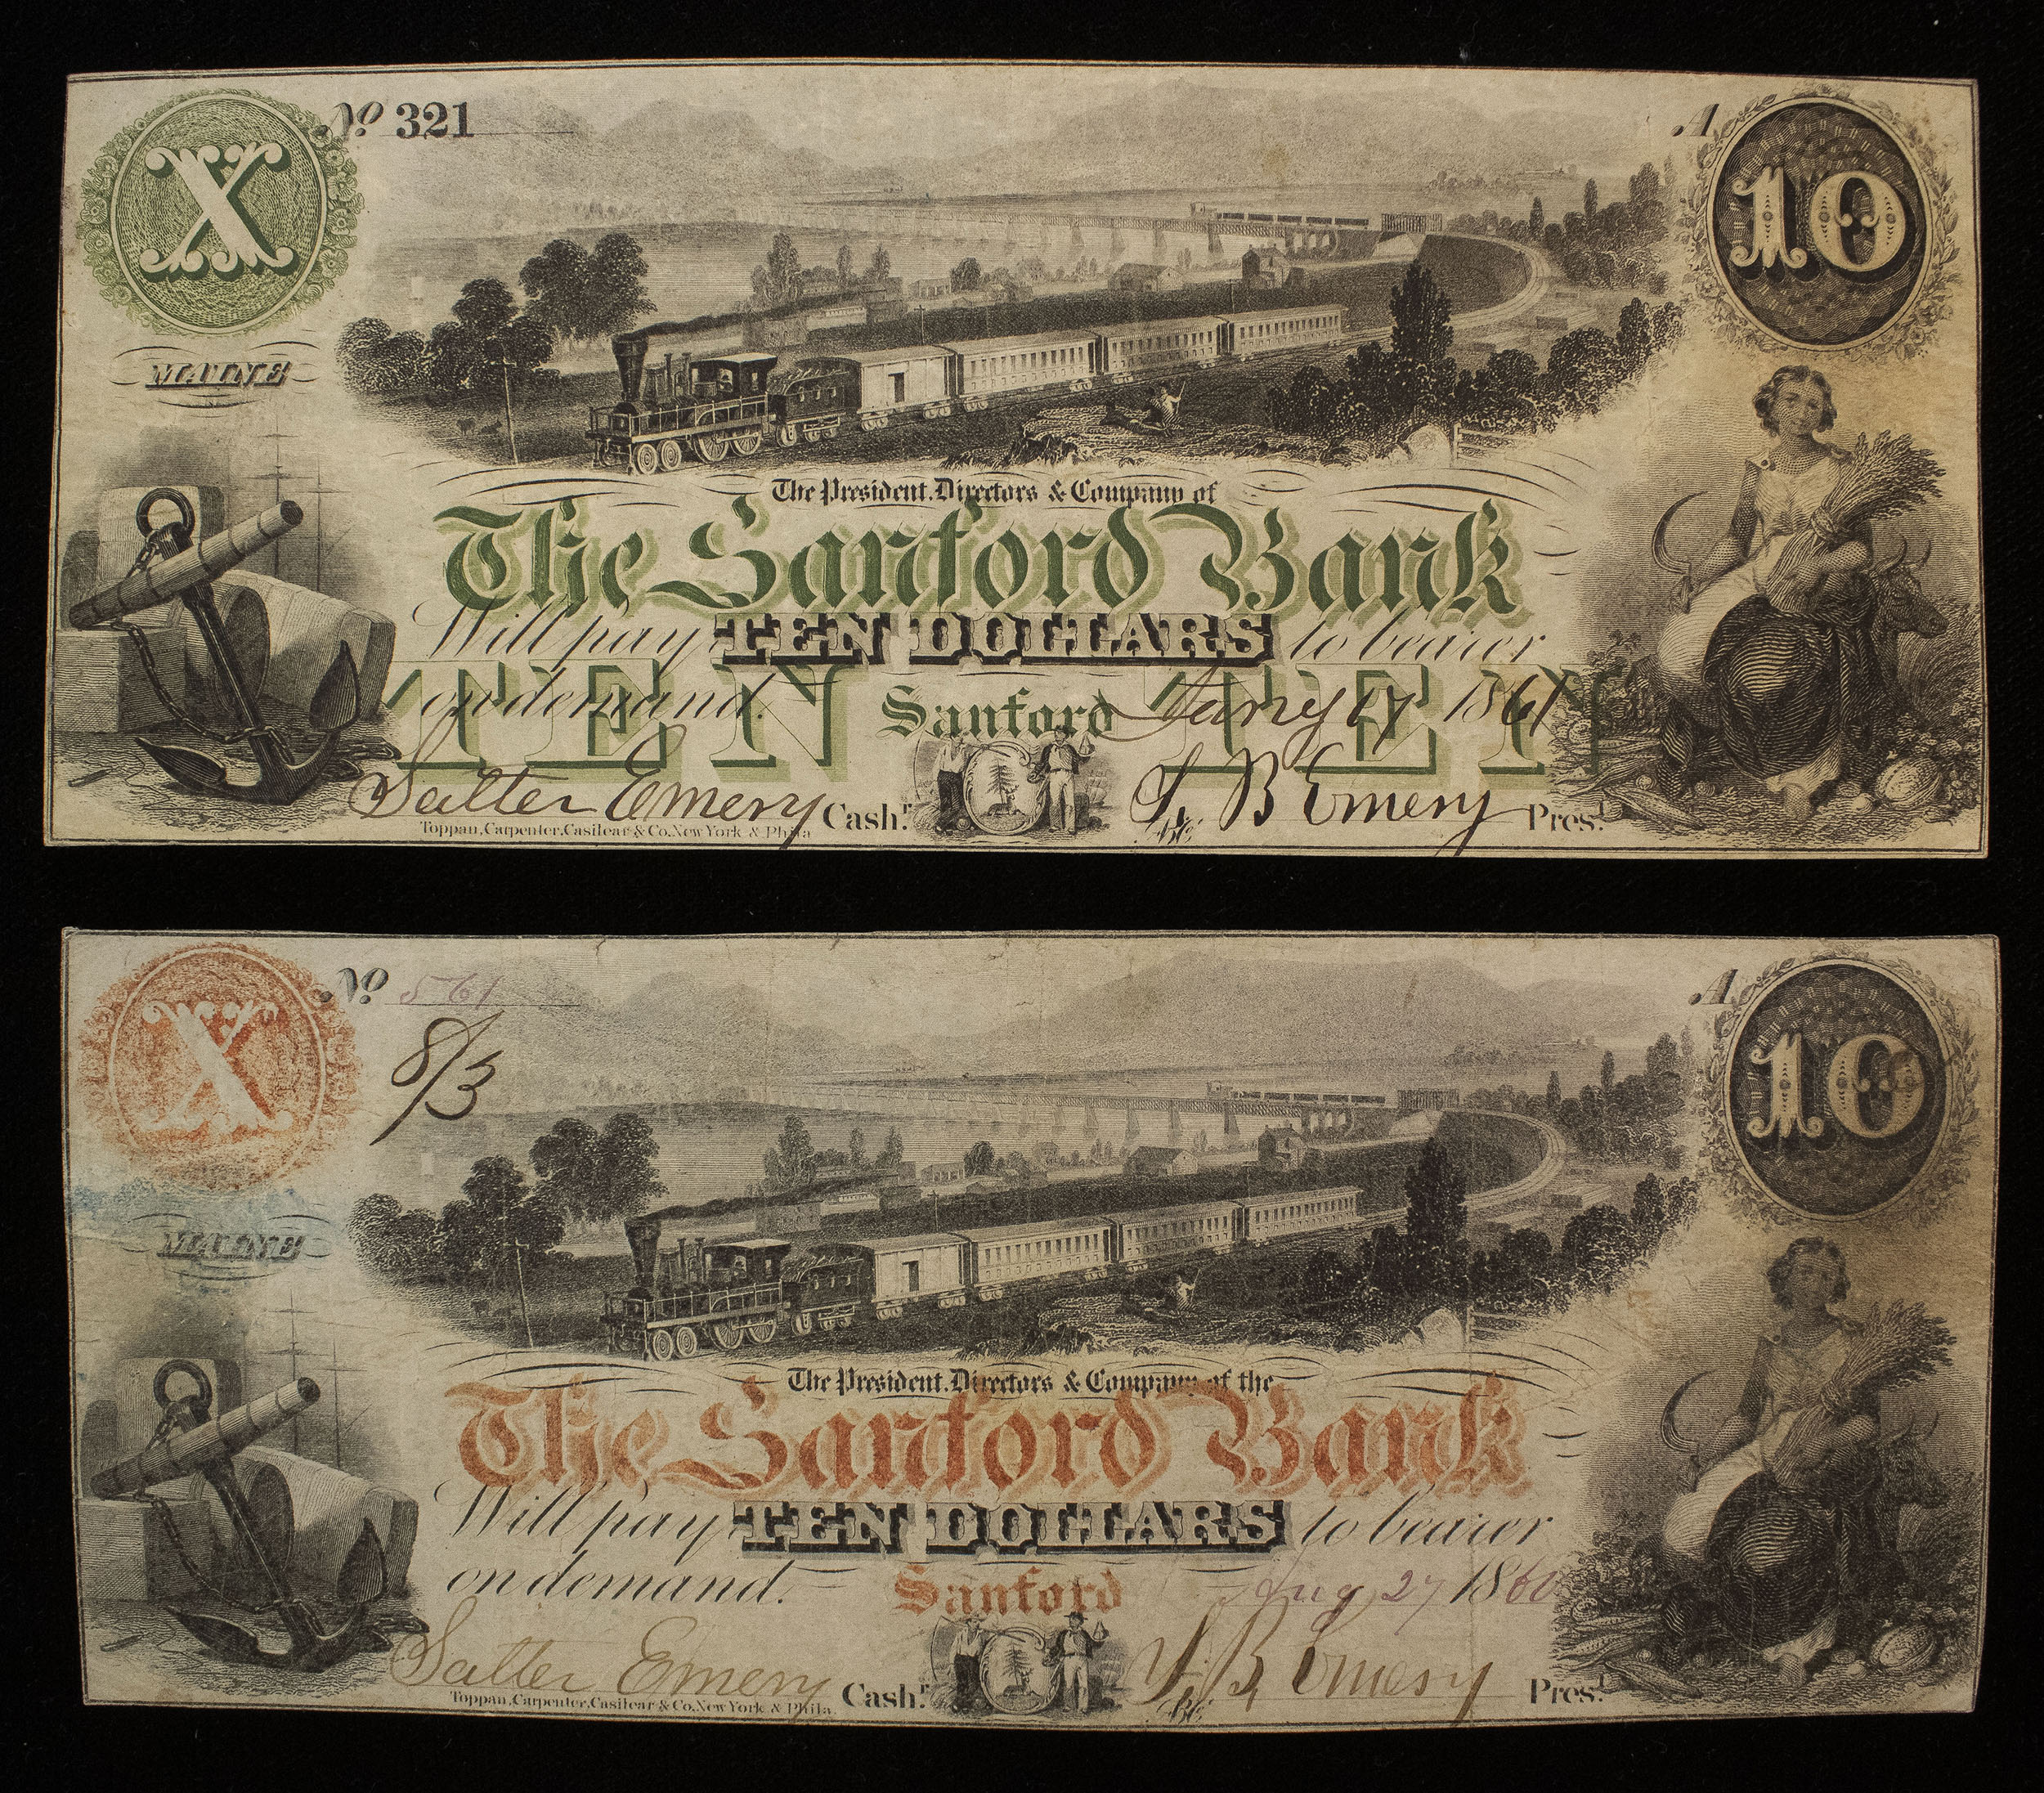 X
No 321
A
10
MAINE
The President, Directors & Company of
The Sanford Bank
Will pay TEN DOLLARS to bearer
TEN TEN
on demand. Sanford Jany 17 1861
Salter Emery Cash.r
S. B Emery Pres.t
Toppan, Carpenter, Casilear & Co. New York & Phila
X
No 561
8/3
A
10
MAINE
The President, Directors & Company of the
The Sanford Bank
Will pay TEN DOLLARS to bearer
on demand. Sanford Aug 27 1860
Salter Emery Cash.r
S. B. Emery Pres.t
Toppan, Carpenter, Casilear & Co. New York & Phila.